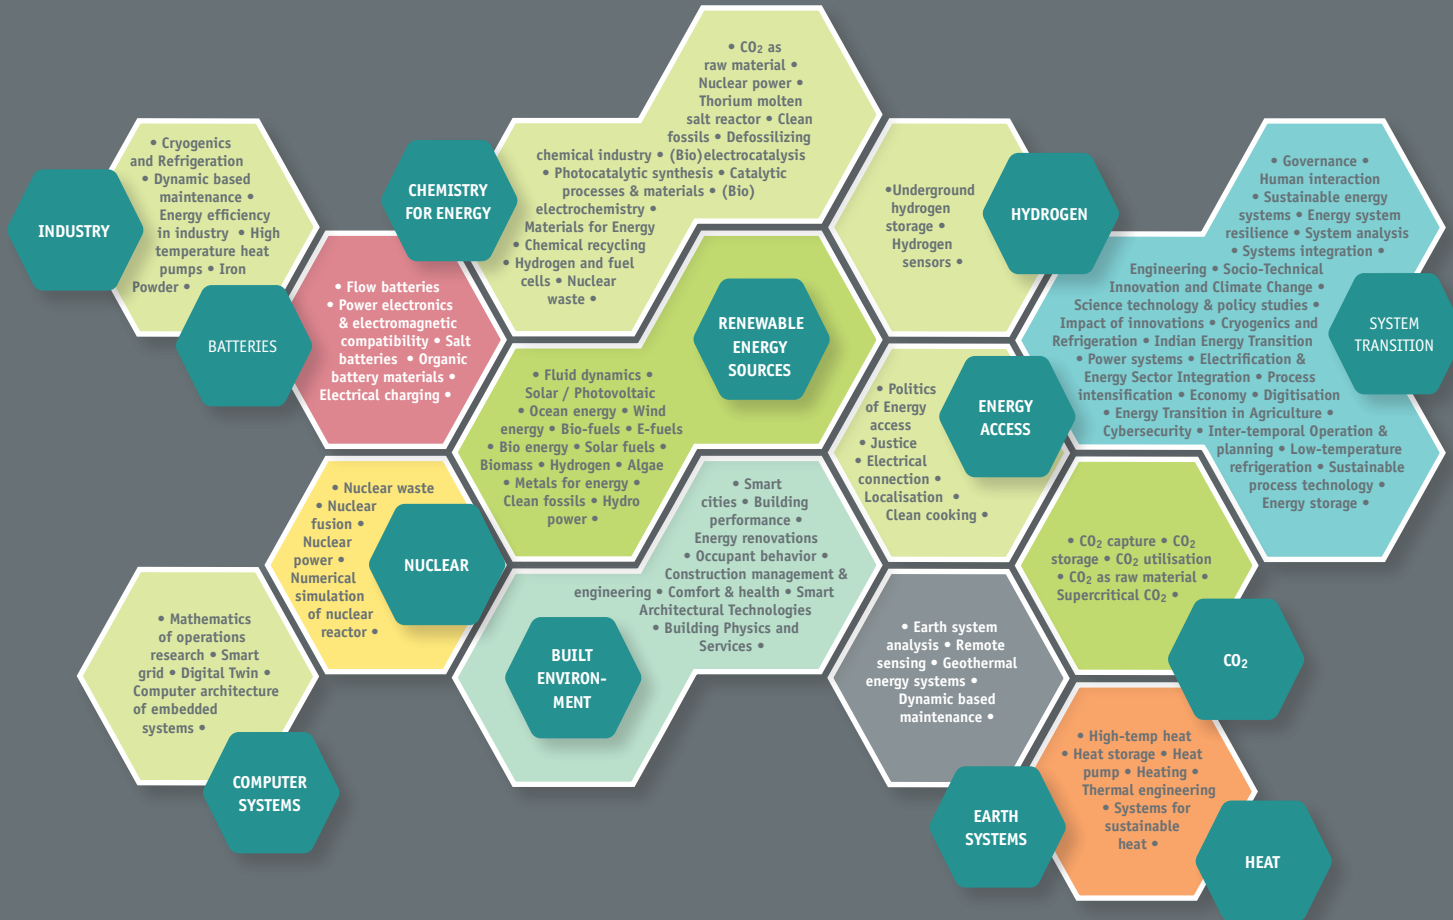 INDUSTRY
• Cryogenics
and Refrigeration
• Dynamic based
maintenance •
Energy efficiency
in industry • High
temperature heat
pumps • Iron
Powder •
BATTERIES
• Flow batteries
• Power electronics
& electromagnetic
compatibility • Salt
batteries • Organic
battery materials •
Electrical charging •
CHEMISTRY
FOR ENERGY
• CO₂ as
raw material •
Nuclear power •
Thorium molten
salt reactor • Clean
fossils • Defossilizing
chemical industry • (Bio)electrocatalysis
• Photocatalytic synthesis • Catalytic
processes & materials • (Bio)
electrochemistry •
Materials for Energy
• Chemical recycling
• Hydrogen and fuel
cells • Nuclear
waste •
RENEWABLE
ENERGY
SOURCES
• Fluid dynamics •
Solar / Photovoltaic
• Ocean energy • Wind
energy • Bio-fuels • E-fuels
• Bio energy • Solar fuels •
Biomass • Hydrogen • Algae
• Metals for energy •
Clean fossils • Hydro
power •
HYDROGEN
•Underground
hydrogen
storage •
Hydrogen
sensors •
ENERGY
ACCESS
• Politics
of Energy
access
• Justice
• Electrical
connection •
Localisation •
Clean cooking •
SYSTEM
TRANSITION
• Governance •
Human interaction
• Sustainable energy
systems • Energy system
resilience • System analysis
• Systems integration •
Engineering • Socio-Technical
Innovation and Climate Change •
Science technology & policy studies •
Impact of innovations • Cryogenics and
Refrigeration • Indian Energy Transition
• Power systems • Electrification &
Energy Sector Integration • Process
intensification • Economy • Digitisation
• Energy Transition in Agriculture •
Cybersecurity • Inter-temporal Operation &
planning • Low-temperature
refrigeration • Sustainable
process technology •
Energy storage •
NUCLEAR
• Nuclear waste
• Nuclear
fusion •
Nuclear
power •
Numerical
simulation
of nuclear
reactor •
BUILT
ENVIRON-
MENT
• Smart
cities • Building
performance •
Energy renovations
• Occupant behavior •
Construction management &
engineering • Comfort & health • Smart
Architectural Technologies
• Building Physics and
Services •
CO₂
• CO₂ capture • CO₂
storage • CO₂ utilisation
• CO₂ as raw material •
Supercritical CO₂ •
COMPUTER
SYSTEMS
• Mathematics
of operations
research • Smart
grid • Digital Twin •
Computer architecture
of embedded
systems •
EARTH
SYSTEMS
• Earth system
analysis • Remote
sensing • Geothermal
energy systems •
Dynamic based
maintenance •
HEAT
• High-temp heat
• Heat storage • Heat
pump • Heating •
Thermal engineering
• Systems for
sustainable
heat •